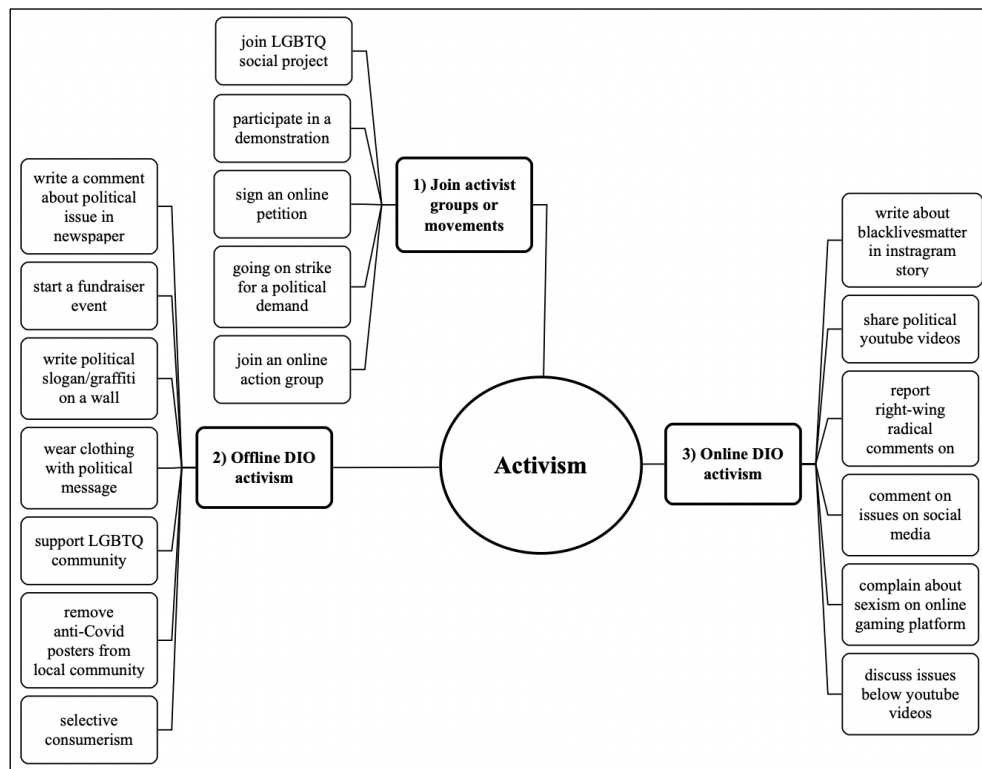 join LGBTQ
social project
participate in a
demonstration
sign an online
petition
going on strike
for a political
demand
join an online
action group
1) Join activist
groups or
movements
write a comment
about political
issue in
newspaper
start a fundraiser
event
write political
slogan/graffiti
on a wall
wear clothing
with political
message
support LGBTQ
community
remove
anti-Covid
posters from
local community
selective
consumerism
2) Offline DIO
activism
Activism
3) Online DIO
activism
write about
blacklivesmatter
in instragram
story
share political
youtube videos
report
right-wing
radical
comments on
comment on
issues on social
media
complain about
sexism on online
gaming platform
discuss issues
below youtube
videos